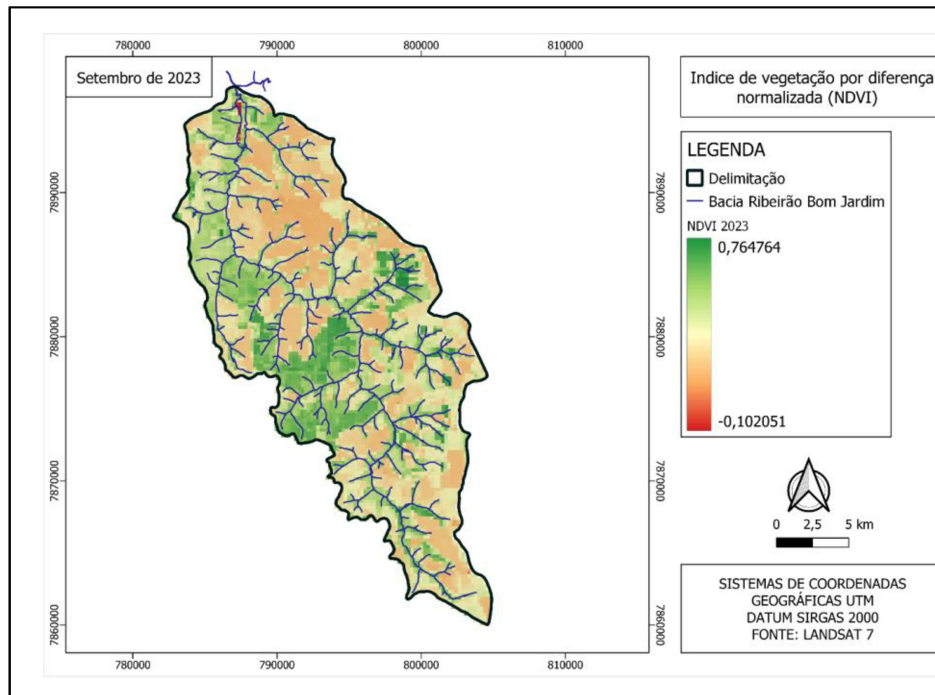 780000 790000 800000 810000
Setembro de 2023
Indice de vegetação por diferença
normalizada (NDVI)
LEGENDA
Delimitação
Bacia Ribeirão Bom Jardim
NDVI 2023
0,764764
-0,102051
7890000 7890000
7880000 7880000
7870000 7870000
7860000 7860000
0 2,5 5 km
SISTEMAS DE COORDENADAS
GEOGRÁFICAS UTM
DATUM SIRGAS 2000
FONTE: LANDSAT 7
780000 790000 800000 810000